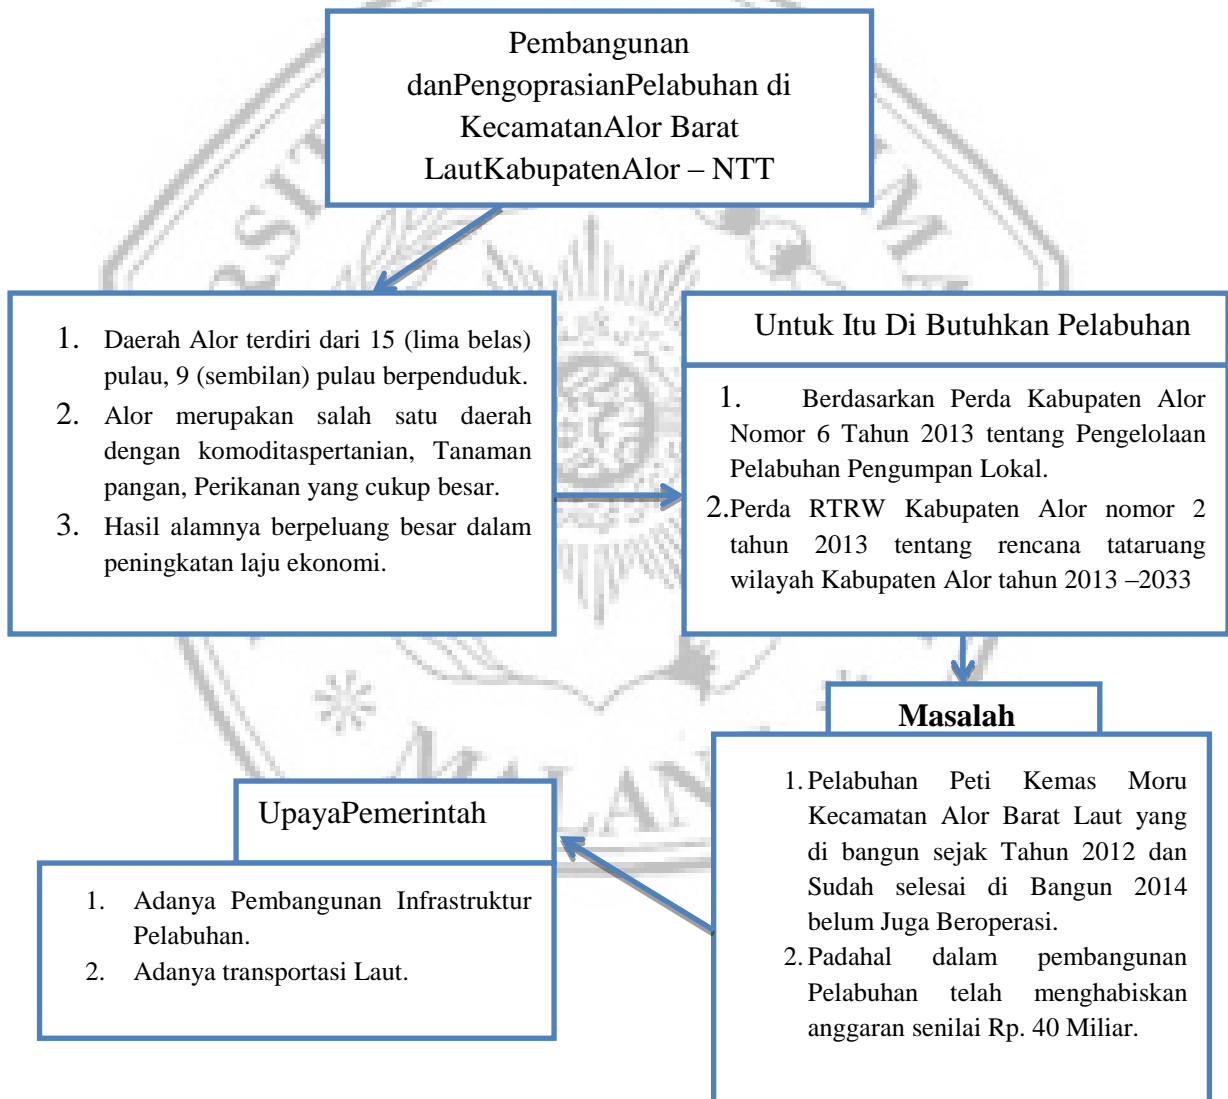 Pembangunan
danPengoprasianPelabuhan di
KecamatanAlor Barat
LautKabupatenAlor – NTT
1. Daerah Alor terdiri dari 15 (lima belas)
pulau, 9 (sembilan) pulau berpenduduk.
2. Alor merupakan salah satu daerah
dengan komoditaspertanian, Tanaman
pangan, Perikanan yang cukup besar.
3. Hasil alamnya berpeluang besar dalam
peningkatan laju ekonomi.
Untuk Itu Di Butuhkan Pelabuhan
1. Berdasarkan Perda Kabupaten Alor
Nomor 6 Tahun 2013 tentang Pengelolaan
Pelabuhan Pengumpan Lokal.
2.Perda RTRW Kabupaten Alor nomor 2
tahun 2013 tentang rencana tataruang
wilayah Kabupaten Alor tahun 2013 –2033
Masalah
1. Pelabuhan Peti Kemas Moru
Kecamatan Alor Barat Laut yang
di bangun sejak Tahun 2012 dan
Sudah selesai di Bangun 2014
belum Juga Beroperasi.
2. Padahal dalam pembangunan
Pelabuhan telah menghabiskan
anggaran senilai Rp. 40 Miliar.
UpayaPemerintah
1. Adanya Pembangunan Infrastruktur
Pelabuhan.
2. Adanya transportasi Laut.